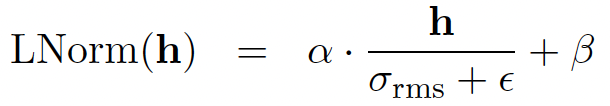 LNorm(𝐡) = α · 𝐡 / (σ_rms + ϵ) + β